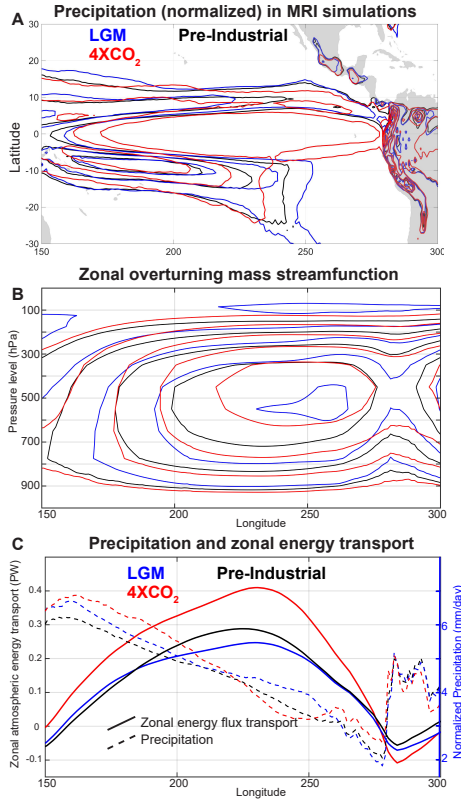 Precipitation (normalized) in MRI simulations
A
LGM
Pre-Industrial
4XCO₂
30
20
10
0
-10
-20
-30
Latitude
150
200
250
300
Zonal overturning mass streamfunction
B
100
300
500
700
900
Pressure level (hPa)
150
200
250
300
Longitude
C Precipitation and zonal energy transport
LGM
Pre-Industrial
4XCO₂
0.4
0.3
0.2
0.1
0
-0.1
Zonal atmospheric energy transport (PW)
8
6
4
2
Normalized Precipitation (mm/day)
Zonal energy flux transport
Precipitation
150
200
250
300
Longitude